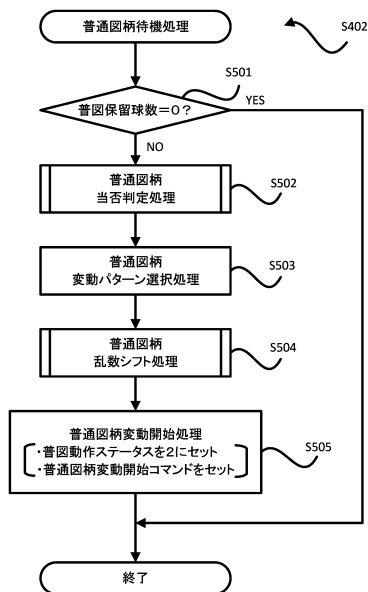 普通図柄待機処理
S402
S501
普図保留球数=0?
YES
NO
普通図柄
当否判定処理
S502
普通図柄
変動パターン選択処理
S503
普通図柄
乱数シフト処理
S504
普通図柄変動開始処理
・普図動作ステータスを2にセット
・普通図柄変動開始コマンドをセット
S505
終了